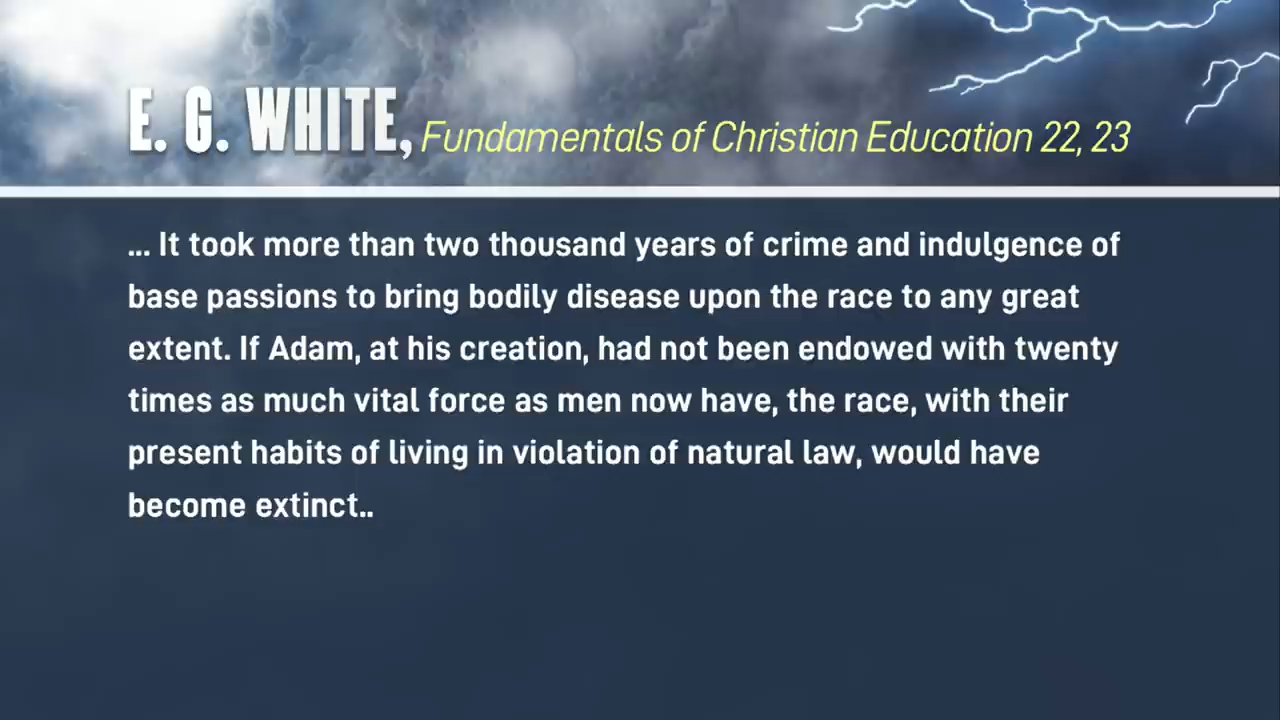 E. G. WHITE, Fundamentals of Christian Education 22, 23
... It took more than two thousand years of crime and indulgence of
base passions to bring bodily disease upon the race to any great
extent. If Adam, at his creation, had not been endowed with twenty
times as much vital force as men now have, the race, with their
present habits of living in violation of natural law, would have
become extinct..